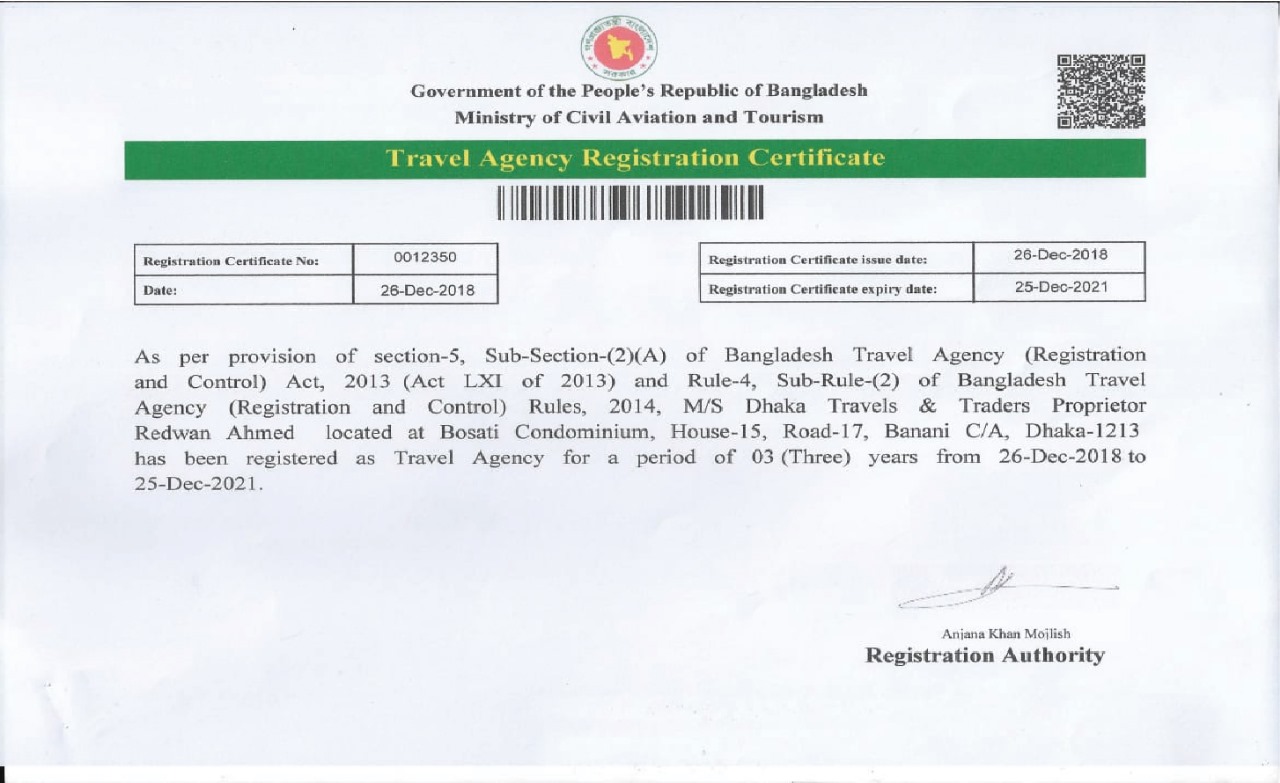 গণপ্রজাতন্ত্রী বাংলাদেশ
সরকার
Government of the People's Republic of Bangladesh
Ministry of Civil Aviation and Tourism
Travel Agency Registration Certificate
Registration Certificate No: 0012350
Date: 26-Dec-2018
Registration Certificate issue date: 26-Dec-2018
Registration Certificate expiry date: 25-Dec-2021
As per provision of section-5, Sub-Section-(2)(A) of Bangladesh Travel Agency (Registration
and Control) Act, 2013 (Act LXI of 2013) and Rule-4, Sub-Rule-(2) of Bangladesh Travel
Agency (Registration and Control) Rules, 2014, M/S Dhaka Travels & Traders Proprietor
Redwan Ahmed located at Bosati Condominium, House-15, Road-17, Banani C/A, Dhaka-1213
has been registered as Travel Agency for a period of 03 (Three) years from 26-Dec-2018 to
25-Dec-2021.
Anjana Khan Mojlish
Registration Authority